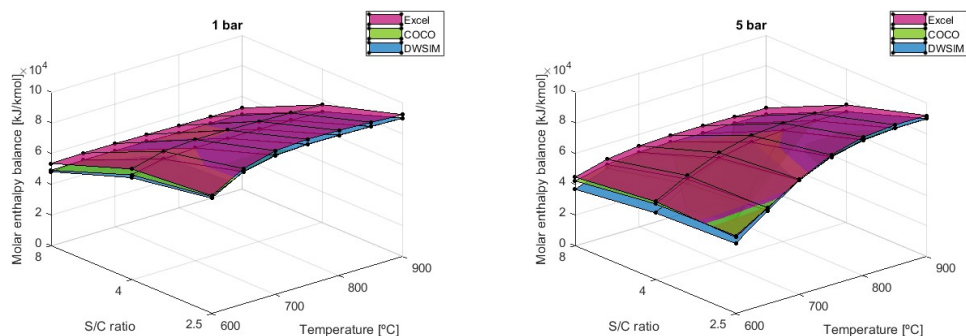 1 bar
Excel
COCO
DWSIM
×10⁴
10
8
6
4
2
0
Molar enthalpy balance [kJ/kmol]
8
4
2.5
S/C ratio
600
700
800
900
Temperature [ºC]
5 bar
Excel
COCO
DWSIM
×10⁴
10
8
6
4
2
0
Molar enthalpy balance [kJ/kmol]
8
4
2.5
S/C ratio
600
700
800
900
Temperature [ºC]